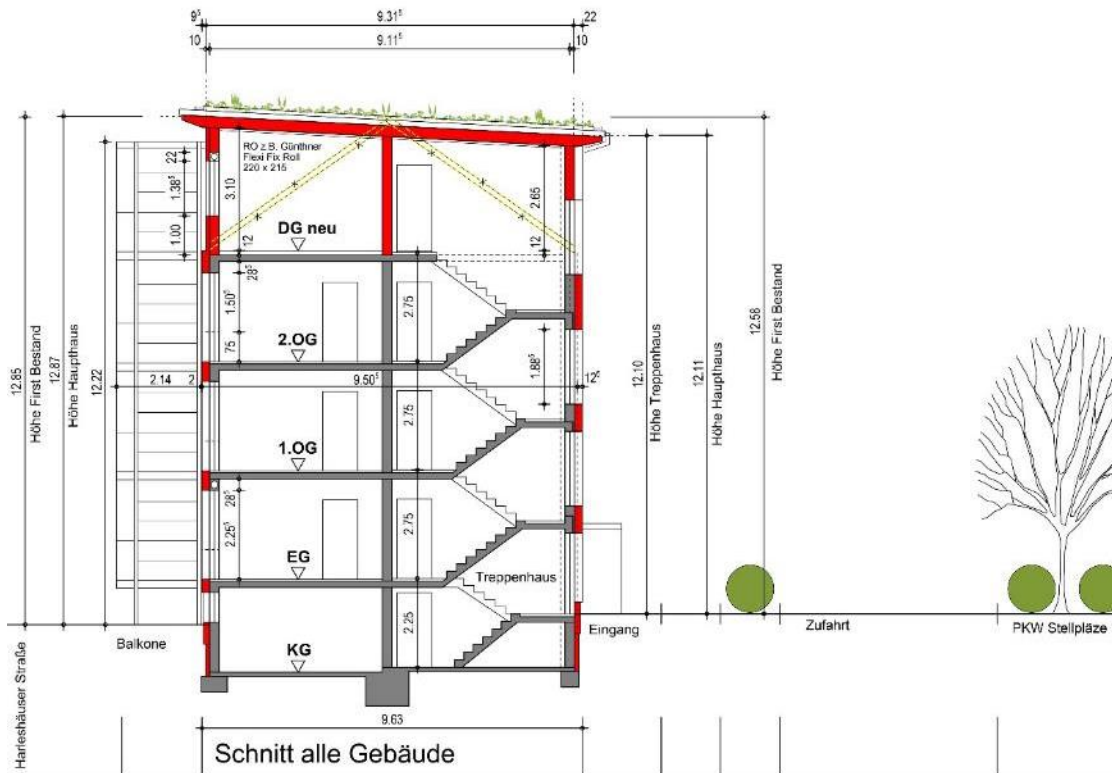 9⁵ 9.31⁵ 22
10 9.11⁵ 10
RO z.B. Günthner
Flexi Fix Roll
220 x 215
22
1.38⁵
3.10
2.65
1.00
12
12
DG neu
28⁵
1.50⁵
2.75
75
2.OG
1.88⁵
2.14 2 9.50⁵ 12⁵
2.75
1.OG
28⁵
2.25⁵
2.75
EG
Treppenhaus
2.25
KG
12.85
Höhe First Bestand
12.87
Höhe Haupthaus
12.22
12.10
Höhe Treppenhaus
12.11
Höhe Haupthaus
12.58
Höhe First Bestand
Balkone
Eingang
Zufahrt
PKW Stellpläze
Harleshäuser Straße
9.63
Schnitt alle Gebäude